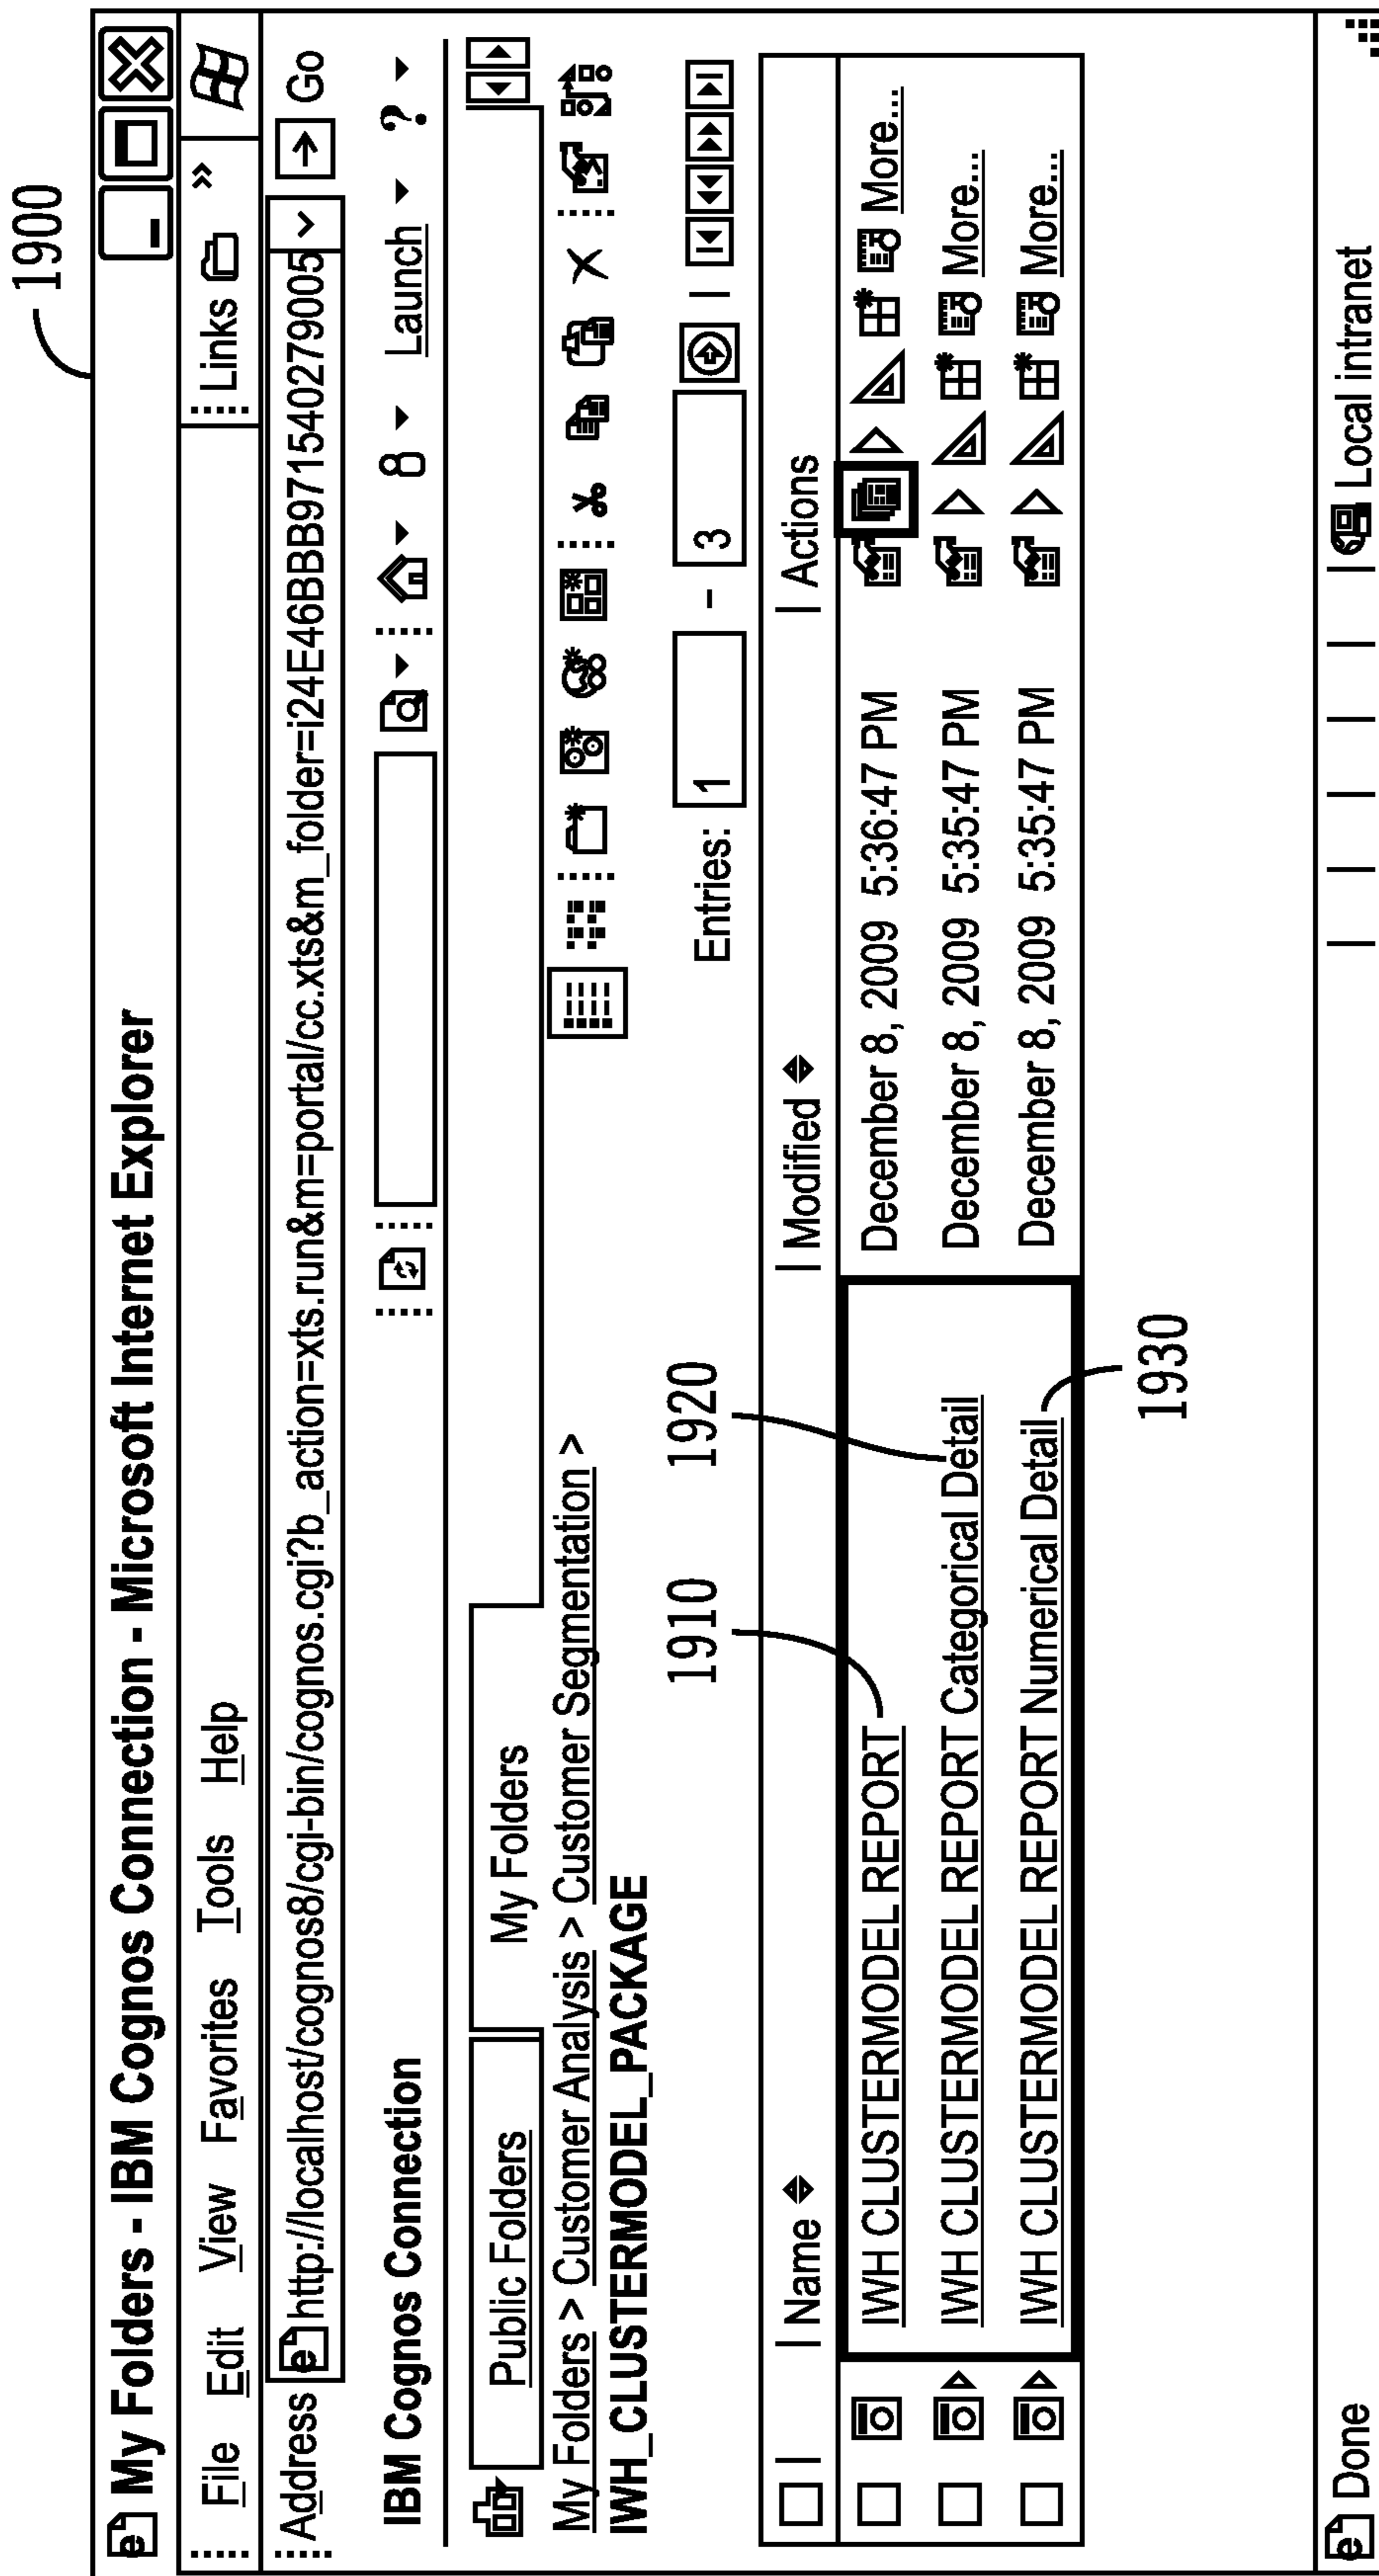 1900
My Folders - IBM Cognos Connection - Microsoft Internet Explorer
File Edit View Favorites Tools Help Links »
Address http://localhost/cognos8/cgi-bin/cognos.cgi?b_action=xts.run&m=portal/cc.xts&m_folder=i24E46BBB971540279005 Go
IBM Cognos Connection Launch ?
Public Folders My Folders
My Folders > Customer Analysis > Customer Segmentation >
IWH_CLUSTERMODEL_PACKAGE
1910 1920 Entries: 1 – 3
| | Name | Modified | Actions
IWH CLUSTERMODEL REPORT December 8, 2009 5:36:47 PM More...
IWH CLUSTERMODEL REPORT Categorical Detail December 8, 2009 5:35:47 PM More...
IWH CLUSTERMODEL REPORT Numerical Detail December 8, 2009 5:35:47 PM More...
1930
Done Local intranet